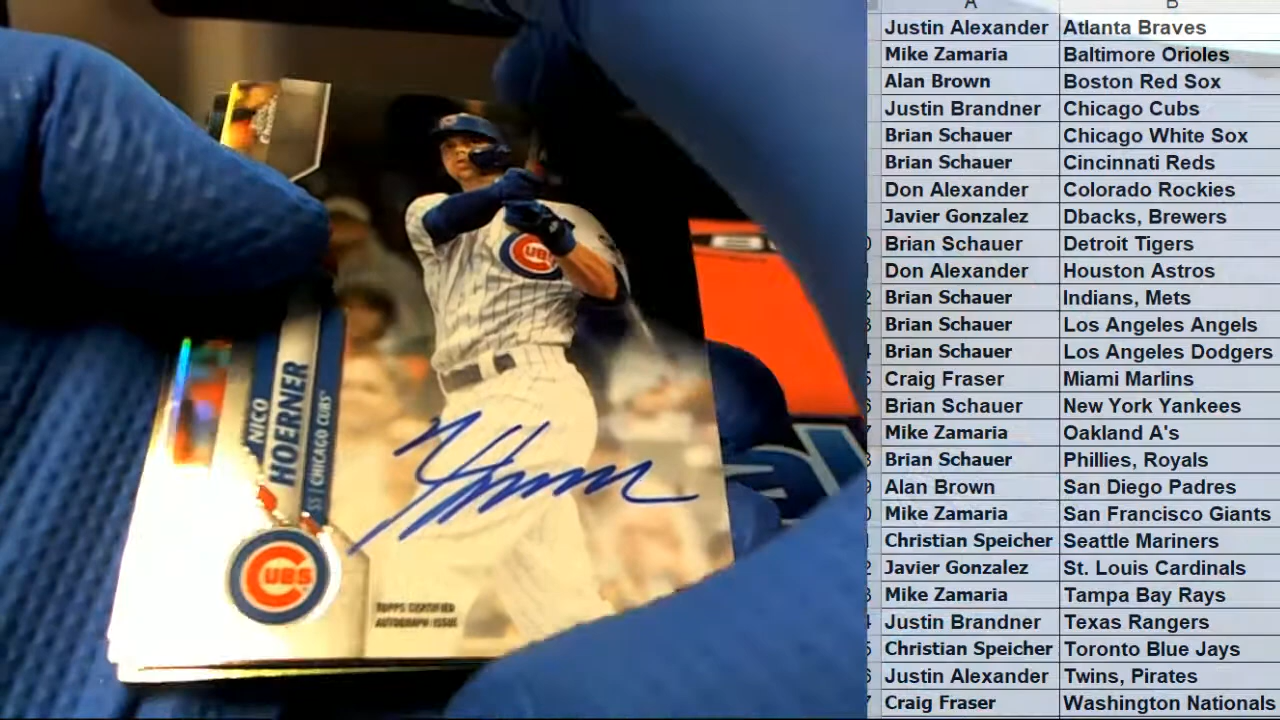 Chrome
CUBS
NICO
HOERNER
SS | CHICAGO CUBS
CUBS
TOPPS CERTIFIED
AUTOGRAPH ISSUE
A B
Justin Alexander Atlanta Braves
Mike Zamaria Baltimore Orioles
Alan Brown Boston Red Sox
Justin Brandner Chicago Cubs
Brian Schauer Chicago White Sox
Brian Schauer Cincinnati Reds
Don Alexander Colorado Rockies
Javier Gonzalez Dbacks, Brewers
Brian Schauer Detroit Tigers
Don Alexander Houston Astros
Brian Schauer Indians, Mets
Brian Schauer Los Angeles Angels
Brian Schauer Los Angeles Dodgers
Craig Fraser Miami Marlins
Brian Schauer New York Yankees
Mike Zamaria Oakland A's
Brian Schauer Phillies, Royals
Alan Brown San Diego Padres
Mike Zamaria San Francisco Giants
Christian Speicher Seattle Mariners
Javier Gonzalez St. Louis Cardinals
Mike Zamaria Tampa Bay Rays
Justin Brandner Texas Rangers
Christian Speicher Toronto Blue Jays
Justin Alexander Twins, Pirates
Craig Fraser Washington Nationals